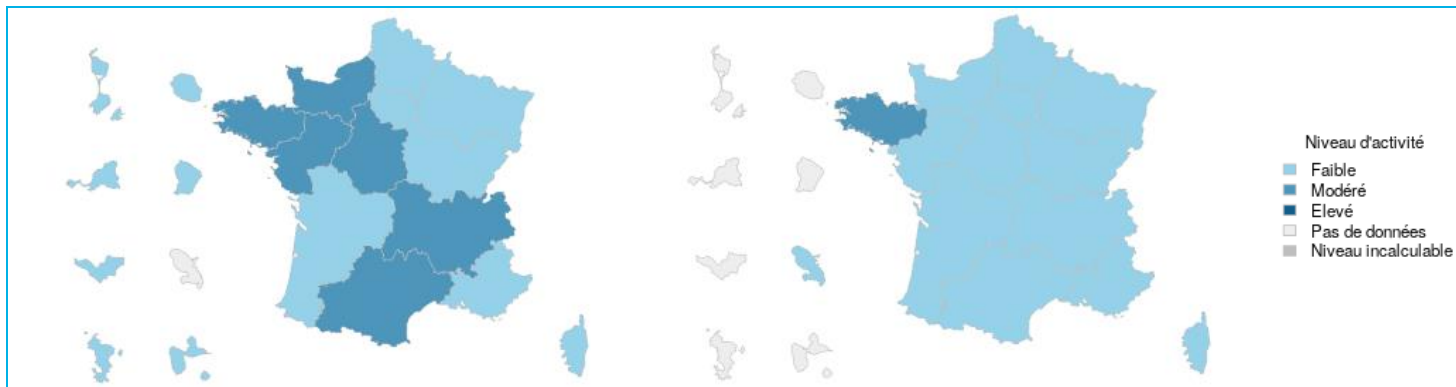 Niveau d'activité
Faible
Modéré
Elevé
Pas de données
Niveau incalculable